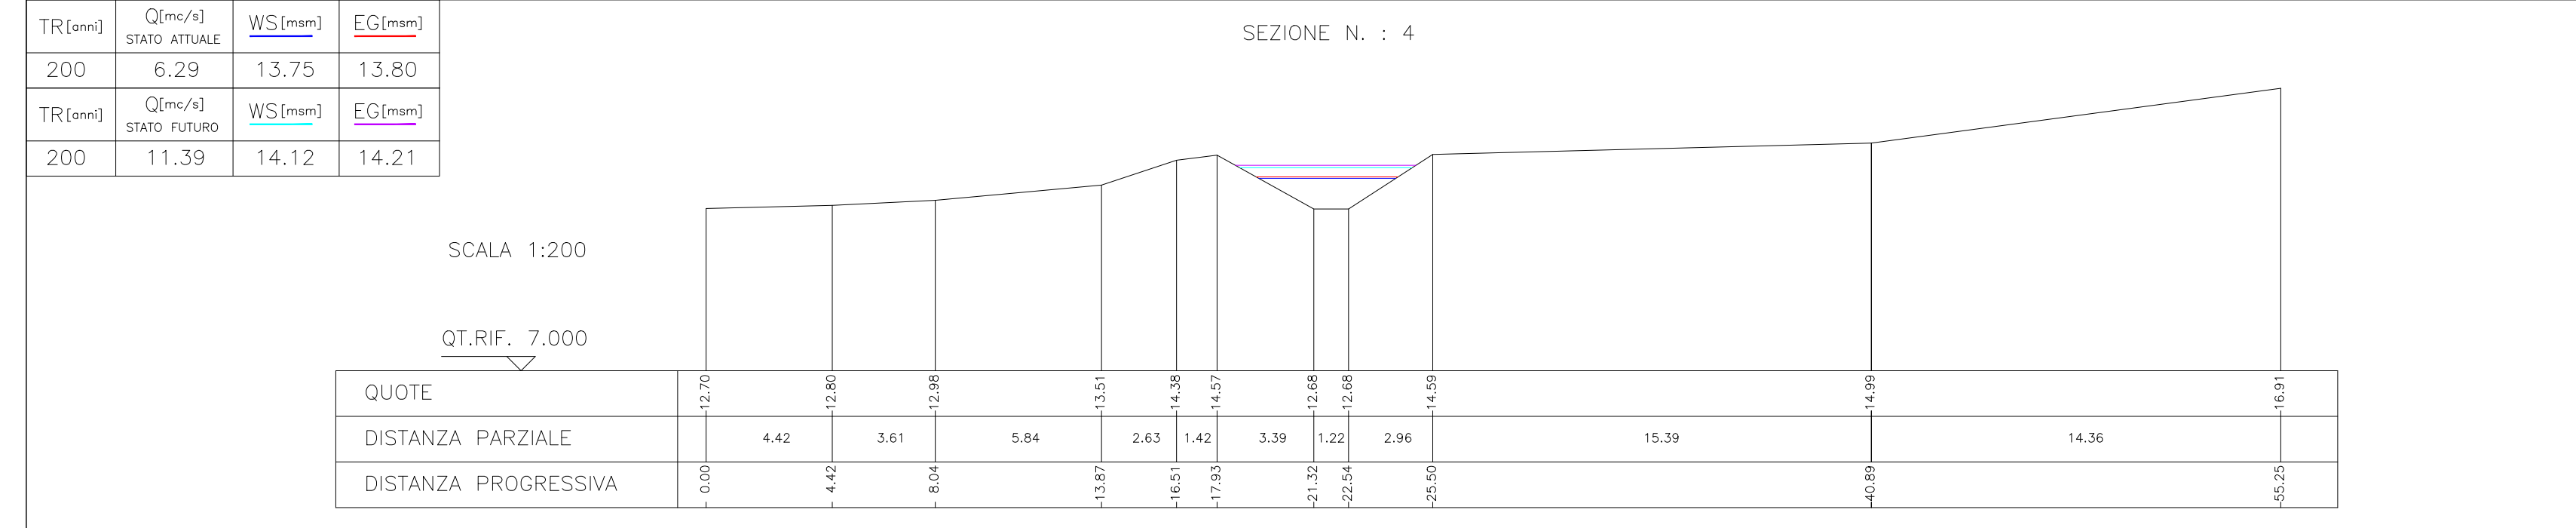 SEZIONE N. : 4
TR[anni] Q[mc/s] STATO ATTUALE WS[msm] EG[msm]
200 6.29 13.75 13.80
TR[anni] Q[mc/s] STATO FUTURO WS[msm] EG[msm]
200 11.39 14.12 14.21
SCALA 1:200
QT.RIF. 7.000
QUOTE 12.70 12.80 12.98 13.51 14.38 14.57 12.68 12.68 14.59 14.99 16.91
DISTANZA PARZIALE 4.42 3.61 5.84 2.63 1.42 3.39 1.22 2.96 15.39 14.36
DISTANZA PROGRESSIVA 0.00 4.42 8.04 13.87 16.51 17.93 21.32 22.54 25.50 40.89 55.25